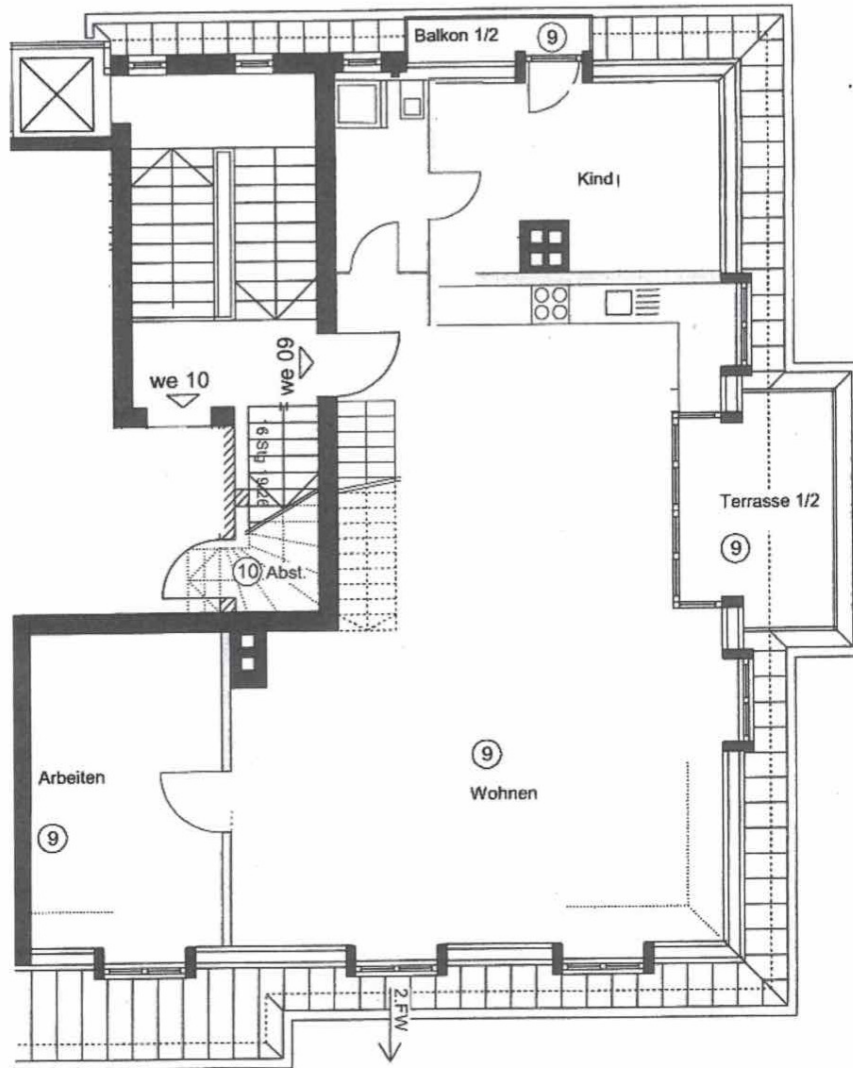 Balkon 1/2
9
Kind
we 10
we 09
16 Stg 19/26
Terrasse 1/2
9
10 Abst.
9
Arbeiten
Wohnen
9
2.FW